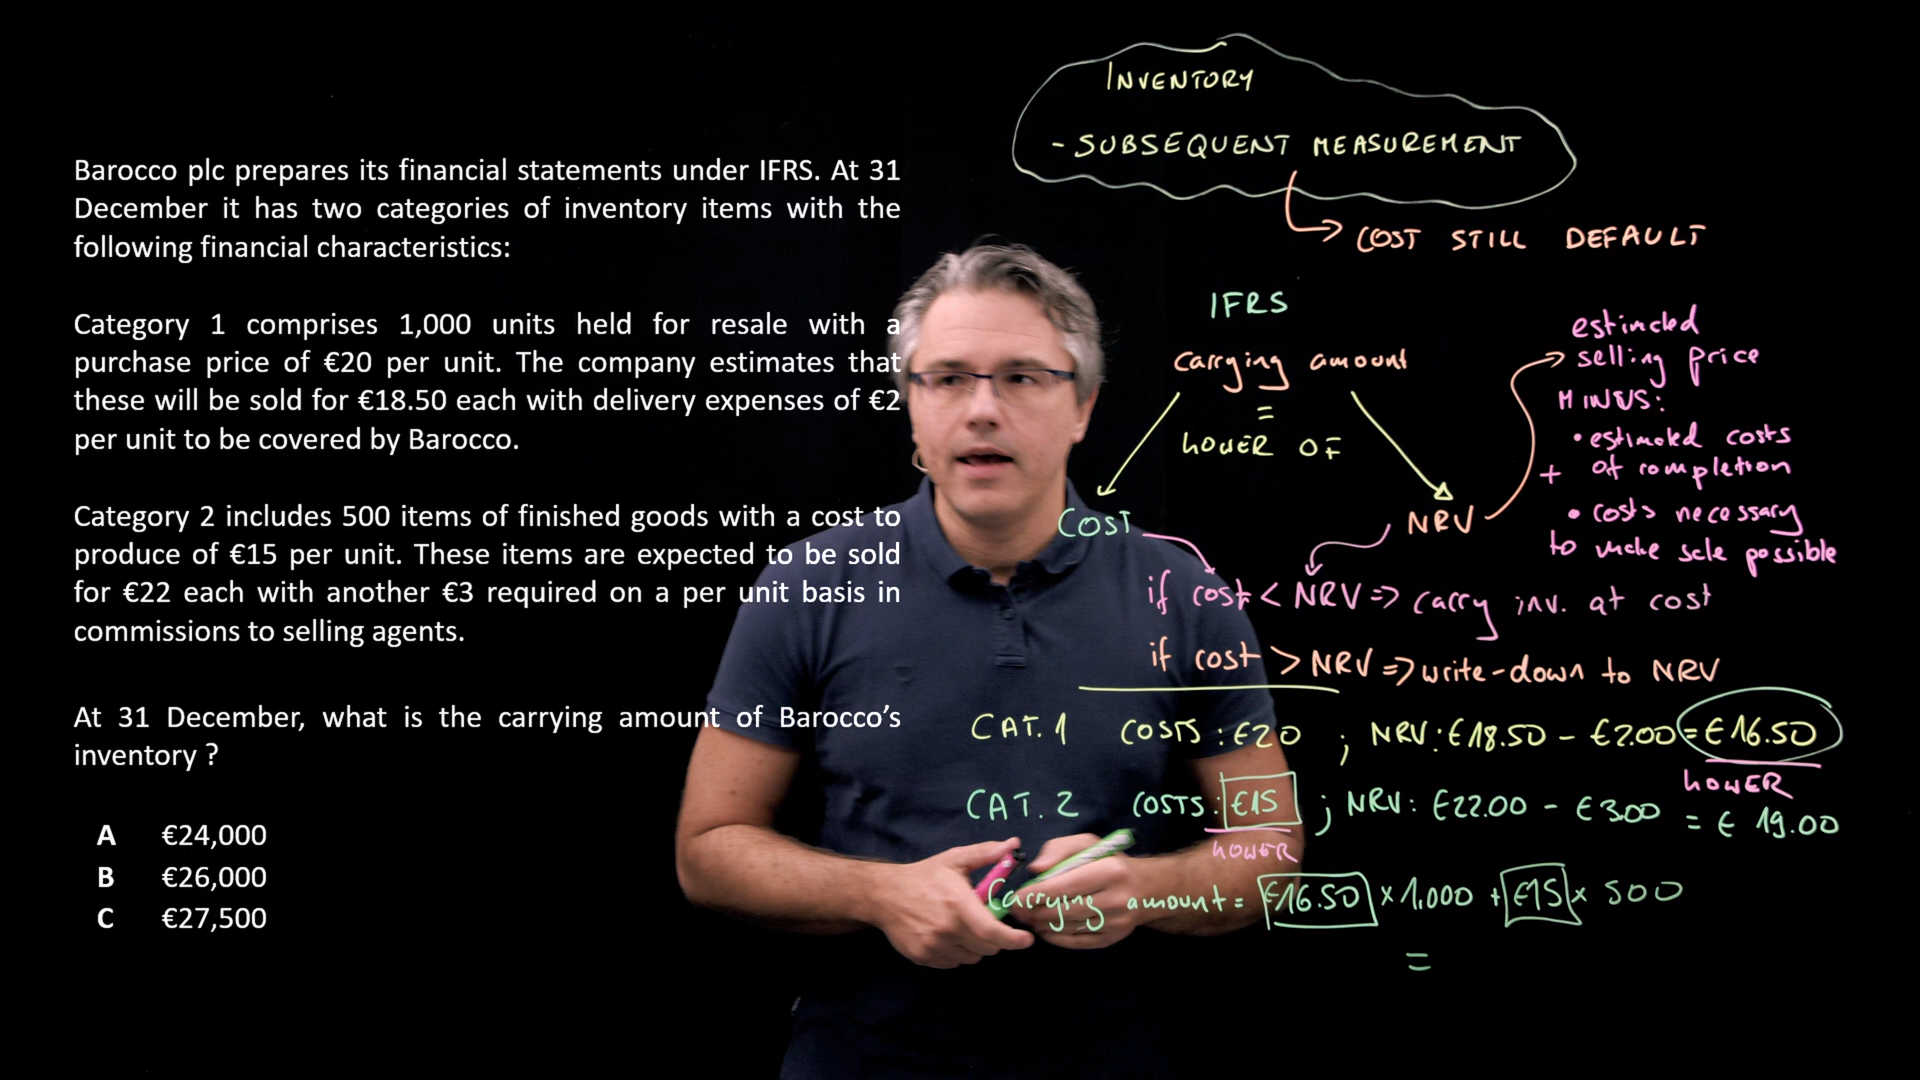 Barocco plc prepares its financial statements under IFRS. At 31
December it has two categories of inventory items with the
following financial characteristics:
Category 1 comprises 1,000 units held for resale with a
purchase price of €20 per unit. The company estimates that
these will be sold for €18.50 each with delivery expenses of €2
per unit to be covered by Barocco.
Category 2 includes 500 items of finished goods with a cost to
produce of €15 per unit. These items are expected to be sold
for €22 each with another €3 required on a per unit basis in
commissions to selling agents.
At 31 December, what is the carrying amount of Barocco's
inventory ?
A €24,000
B €26,000
C €27,500
INVENTORY
- SUBSEQUENT MEASUREMENT
COST STILL DEFAULT
IFRS
carrying amount
=
LOWER OF
COST
NRV
estimated
selling price
MINUS:
• estimated costs
+ of completion
• costs necessary
to make sale possible
if cost < NRV => carry inv. at cost
if cost > NRV => write-down to NRV
CAT. 1 COSTS: €20 ; NRV: €18.50 - €2.00 = €16.50
LOWER
CAT. 2 COSTS: €15 ; NRV: €22.00 - €3.00 = € 19.00
LOWER
Carrying amount = €16.50 x 1.000 + €15 x 500
=